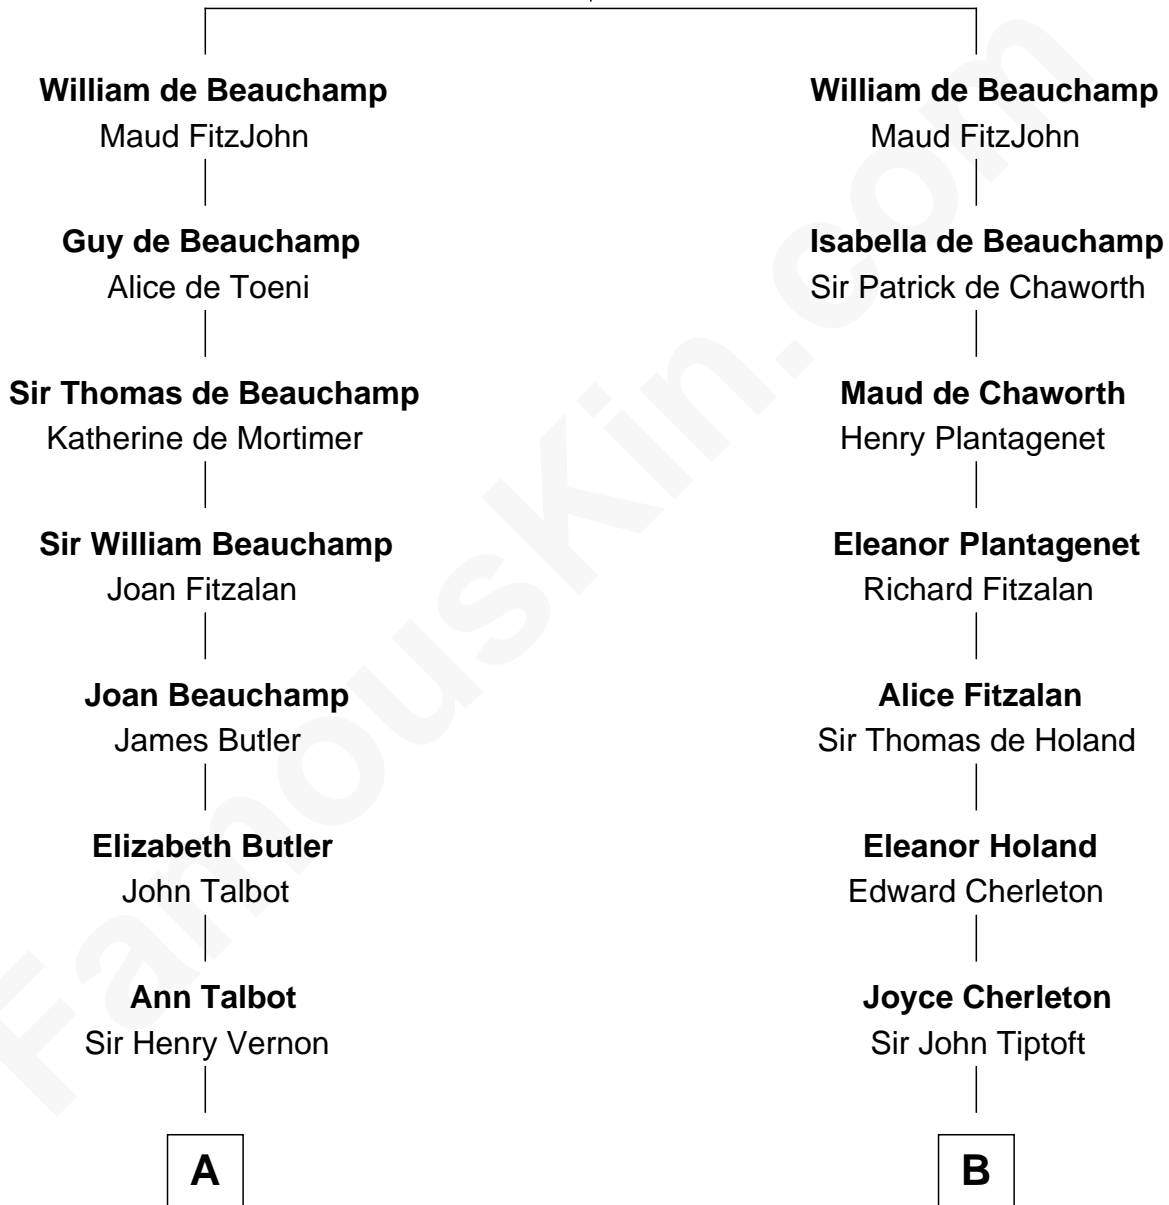 William de Beauchamp
Maud FitzJohn
Guy de Beauchamp
Alice de Toeni
Sir Thomas de Beauchamp
Katherine de Mortimer
Sir William Beauchamp
Joan Fitzalan
Joan Beauchamp
James Butler
Elizabeth Butler
John Talbot
Ann Talbot
Sir Henry Vernon
A
William de Beauchamp
Maud FitzJohn
Isabella de Beauchamp
Sir Patrick de Chaworth
Maud de Chaworth
Henry Plantagenet
Eleanor Plantagenet
Richard Fitzalan
Alice Fitzalan
Sir Thomas de Holand
Eleanor Holand
Edward Cherleton
Joyce Cherleton
Sir John Tiptoft
B
FamousKin.com